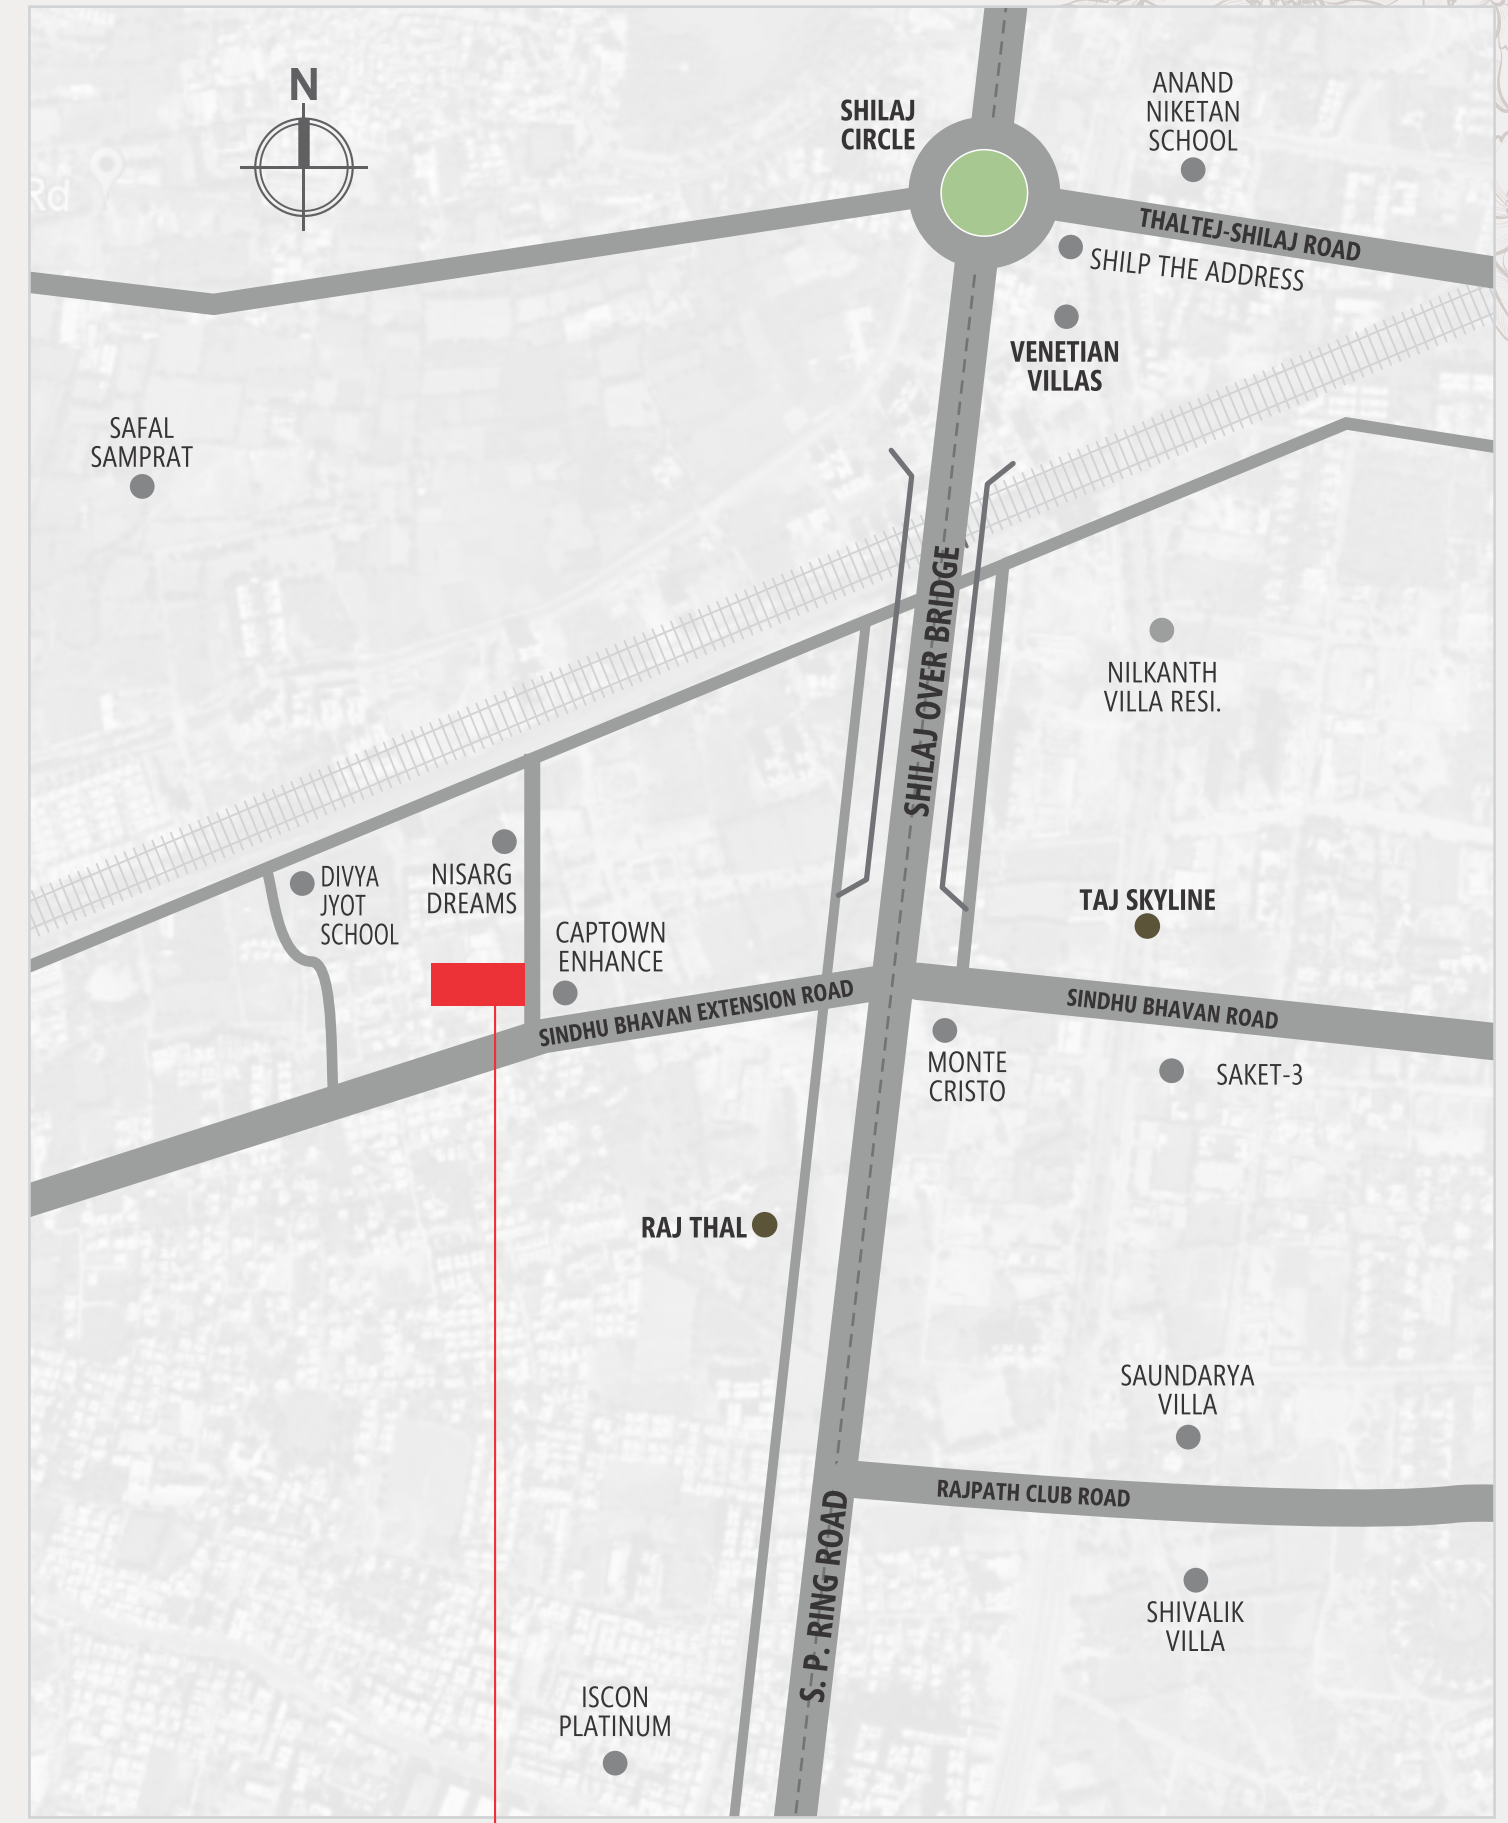 N
SHILAJ
CIRCLE
ANAND
NIKETAN
SCHOOL
Rd
THALTEJ-SHILAJ ROAD
SHILP THE ADDRESS
VENETIAN
VILLAS
SAFAL
SAMPRAT
SHILAJ OVER BRIDGE
NILKANTH
VILLA RESI.
DIVYA
JYOT
SCHOOL
NISARG
DREAMS
CAPTOWN
ENHANCE
TAJ SKYLINE
SINDHU BHAVAN EXTENSION ROAD
SINDHU BHAVAN ROAD
MONTE
CRISTO
SAKET-3
RAJ THAL
SAUNDARYA
VILLA
RAJPATH CLUB ROAD
S. P. RING ROAD
SHIVALIK
VILLA
ISCON
PLATINUM